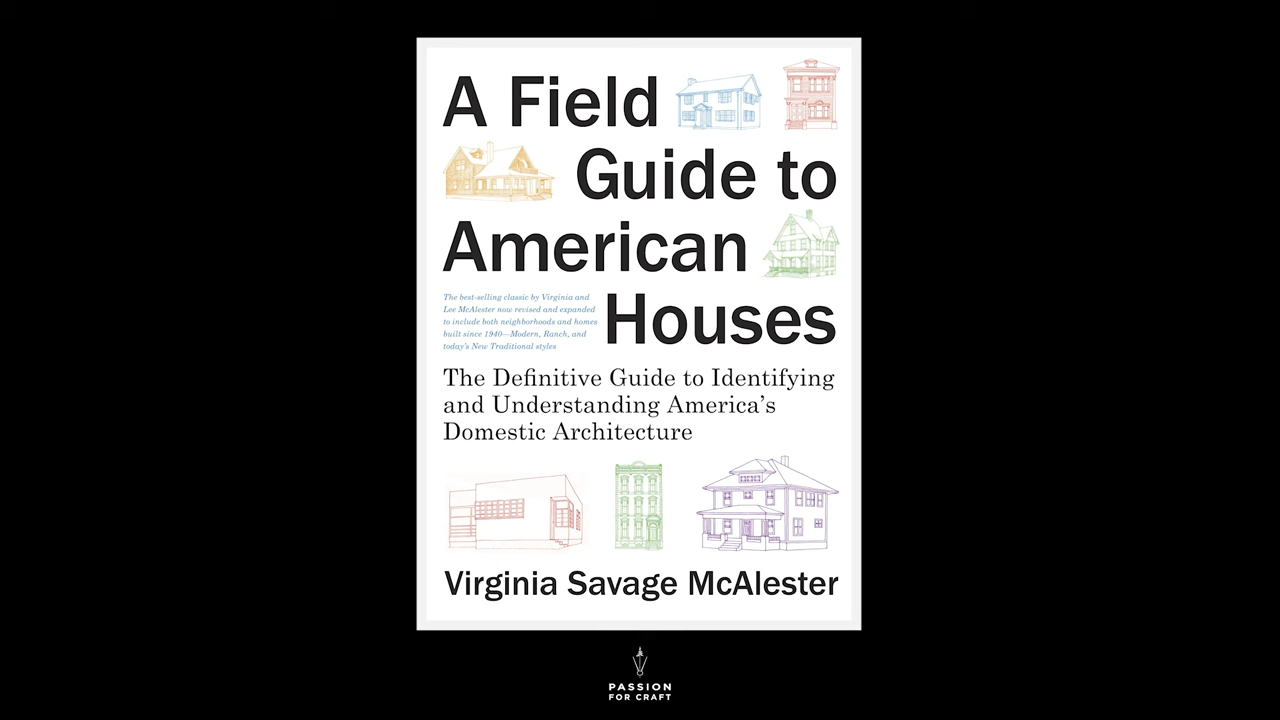 A Field
Guide to
American
Houses
The best-selling classic by Virginia and
Lee McAlester now revised and expanded
to include both neighborhoods and homes
built since 1940—Modern, Ranch, and
today's New Traditional styles
The Definitive Guide to Identifying
and Understanding America's
Domestic Architecture
Virginia Savage McAlester
PASSION
FOR CRAFT